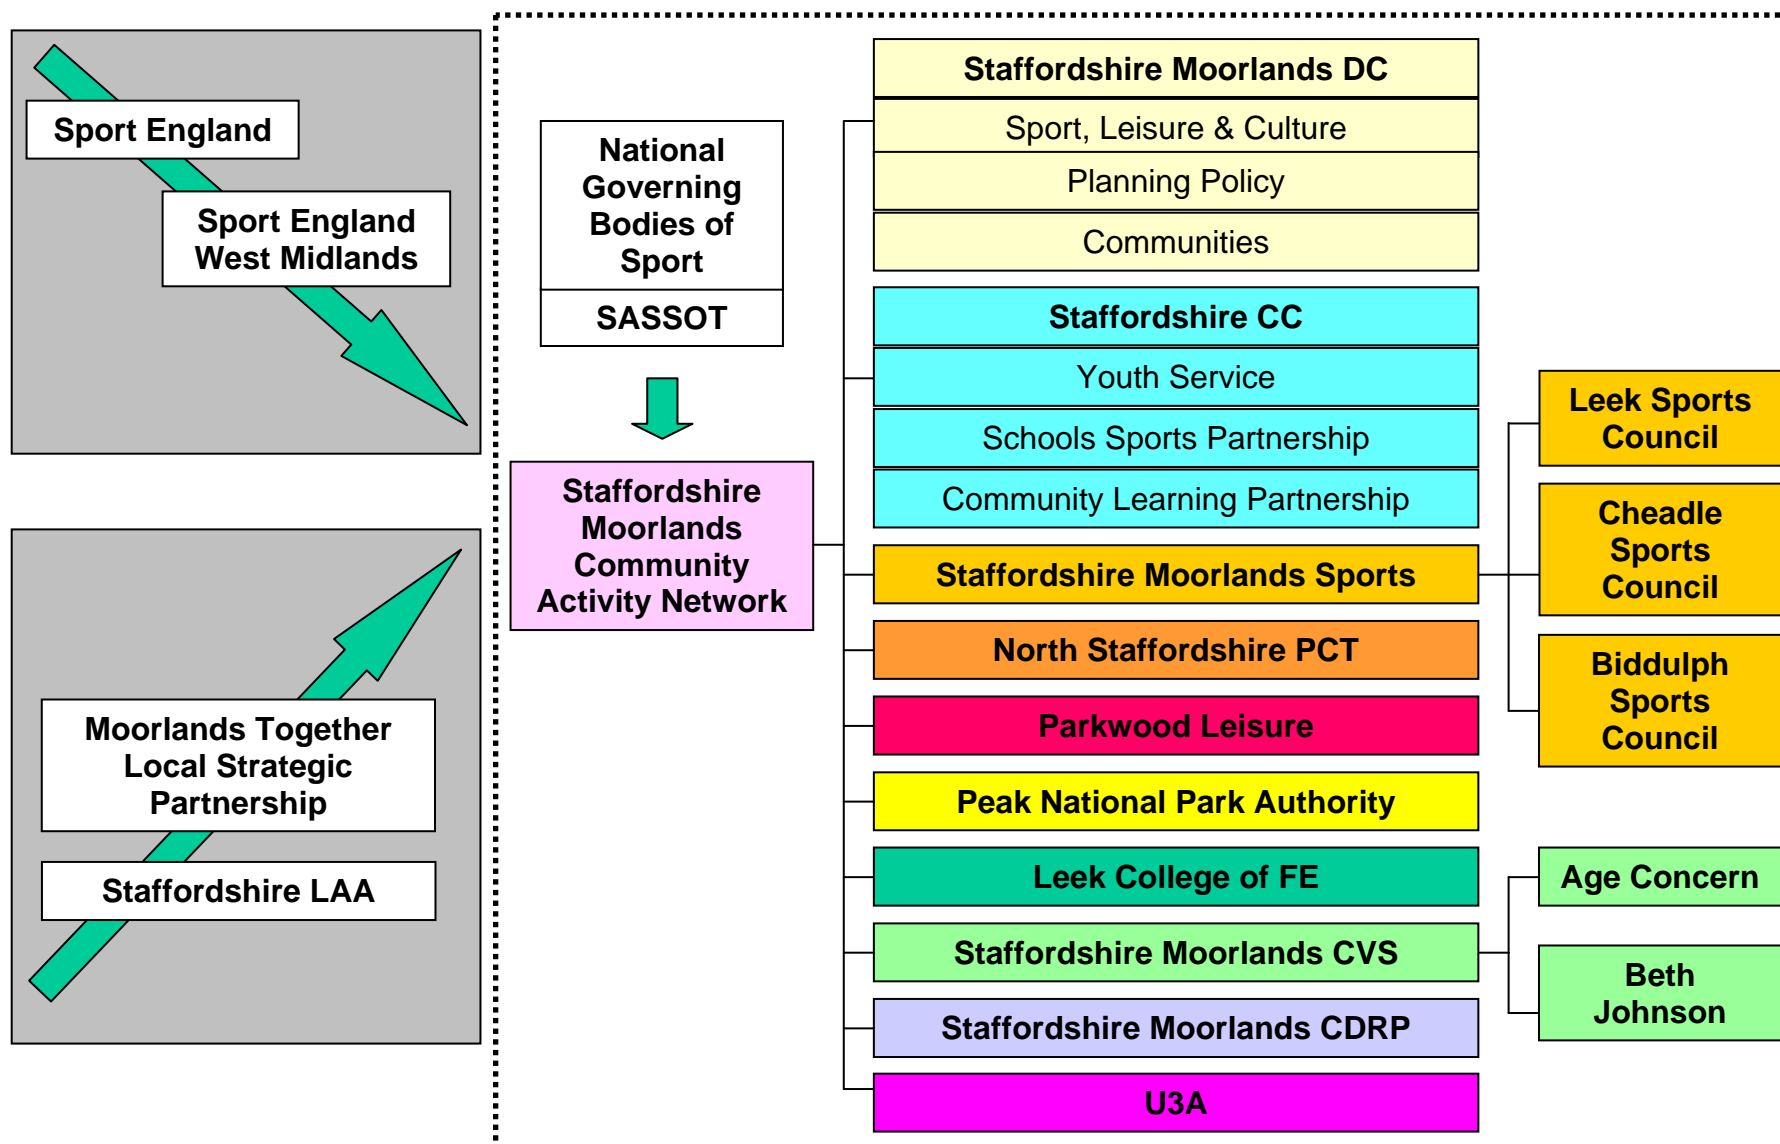 Sport England
Sport England
West Midlands
Moorlands Together
Local Strategic
Partnership
Staffordshire LAA
National
Governing
Bodies of
Sport
SASSOT
Staffordshire
Moorlands
Community
Activity Network
Staffordshire Moorlands DC
Sport, Leisure & Culture
Planning Policy
Communities
Staffordshire CC
Youth Service
Schools Sports Partnership
Community Learning Partnership
Staffordshire Moorlands Sports
North Staffordshire PCT
Parkwood Leisure
Peak National Park Authority
Leek College of FE
Staffordshire Moorlands CVS
Staffordshire Moorlands CDRP
U3A
Leek Sports
Council
Cheadle
Sports
Council
Biddulph
Sports
Council
Age Concern
Beth
Johnson